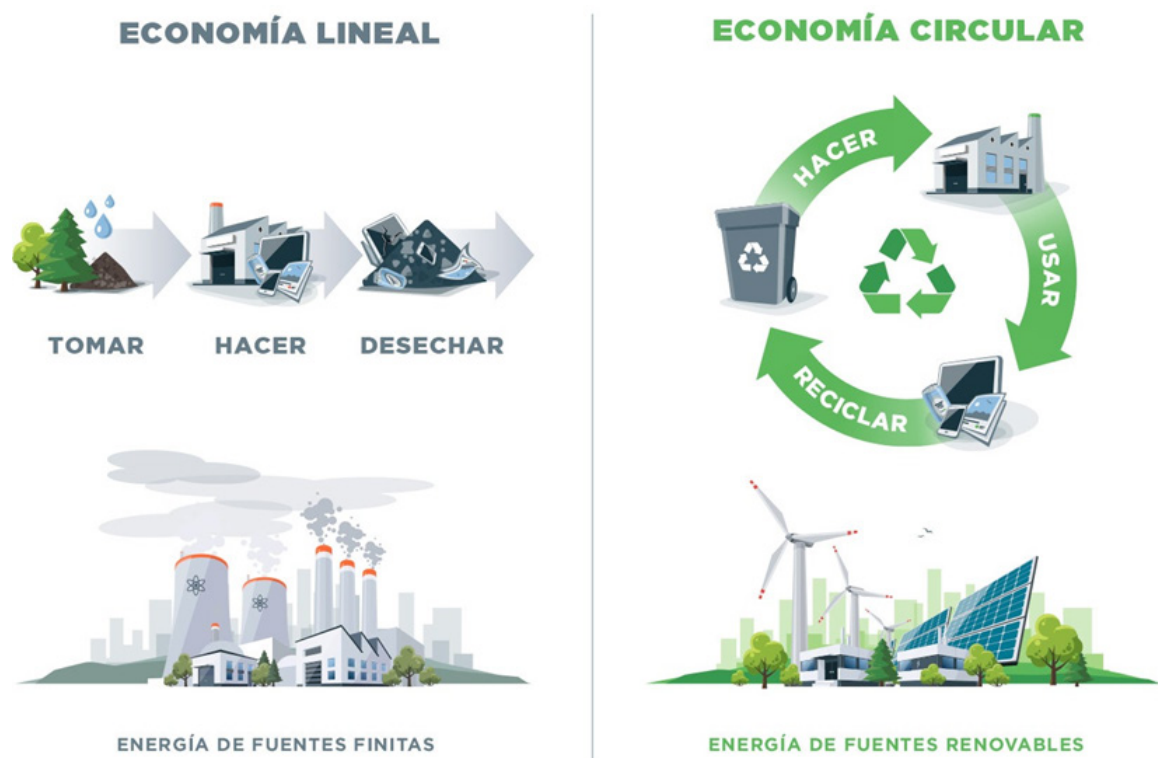 ECONOMÍA LINEAL
TOMAR
HACER
DESECHAR
ENERGÍA DE FUENTES FINITAS
ECONOMÍA CIRCULAR
HACER
USAR
RECICLAR
ENERGÍA DE FUENTES RENOVABLES